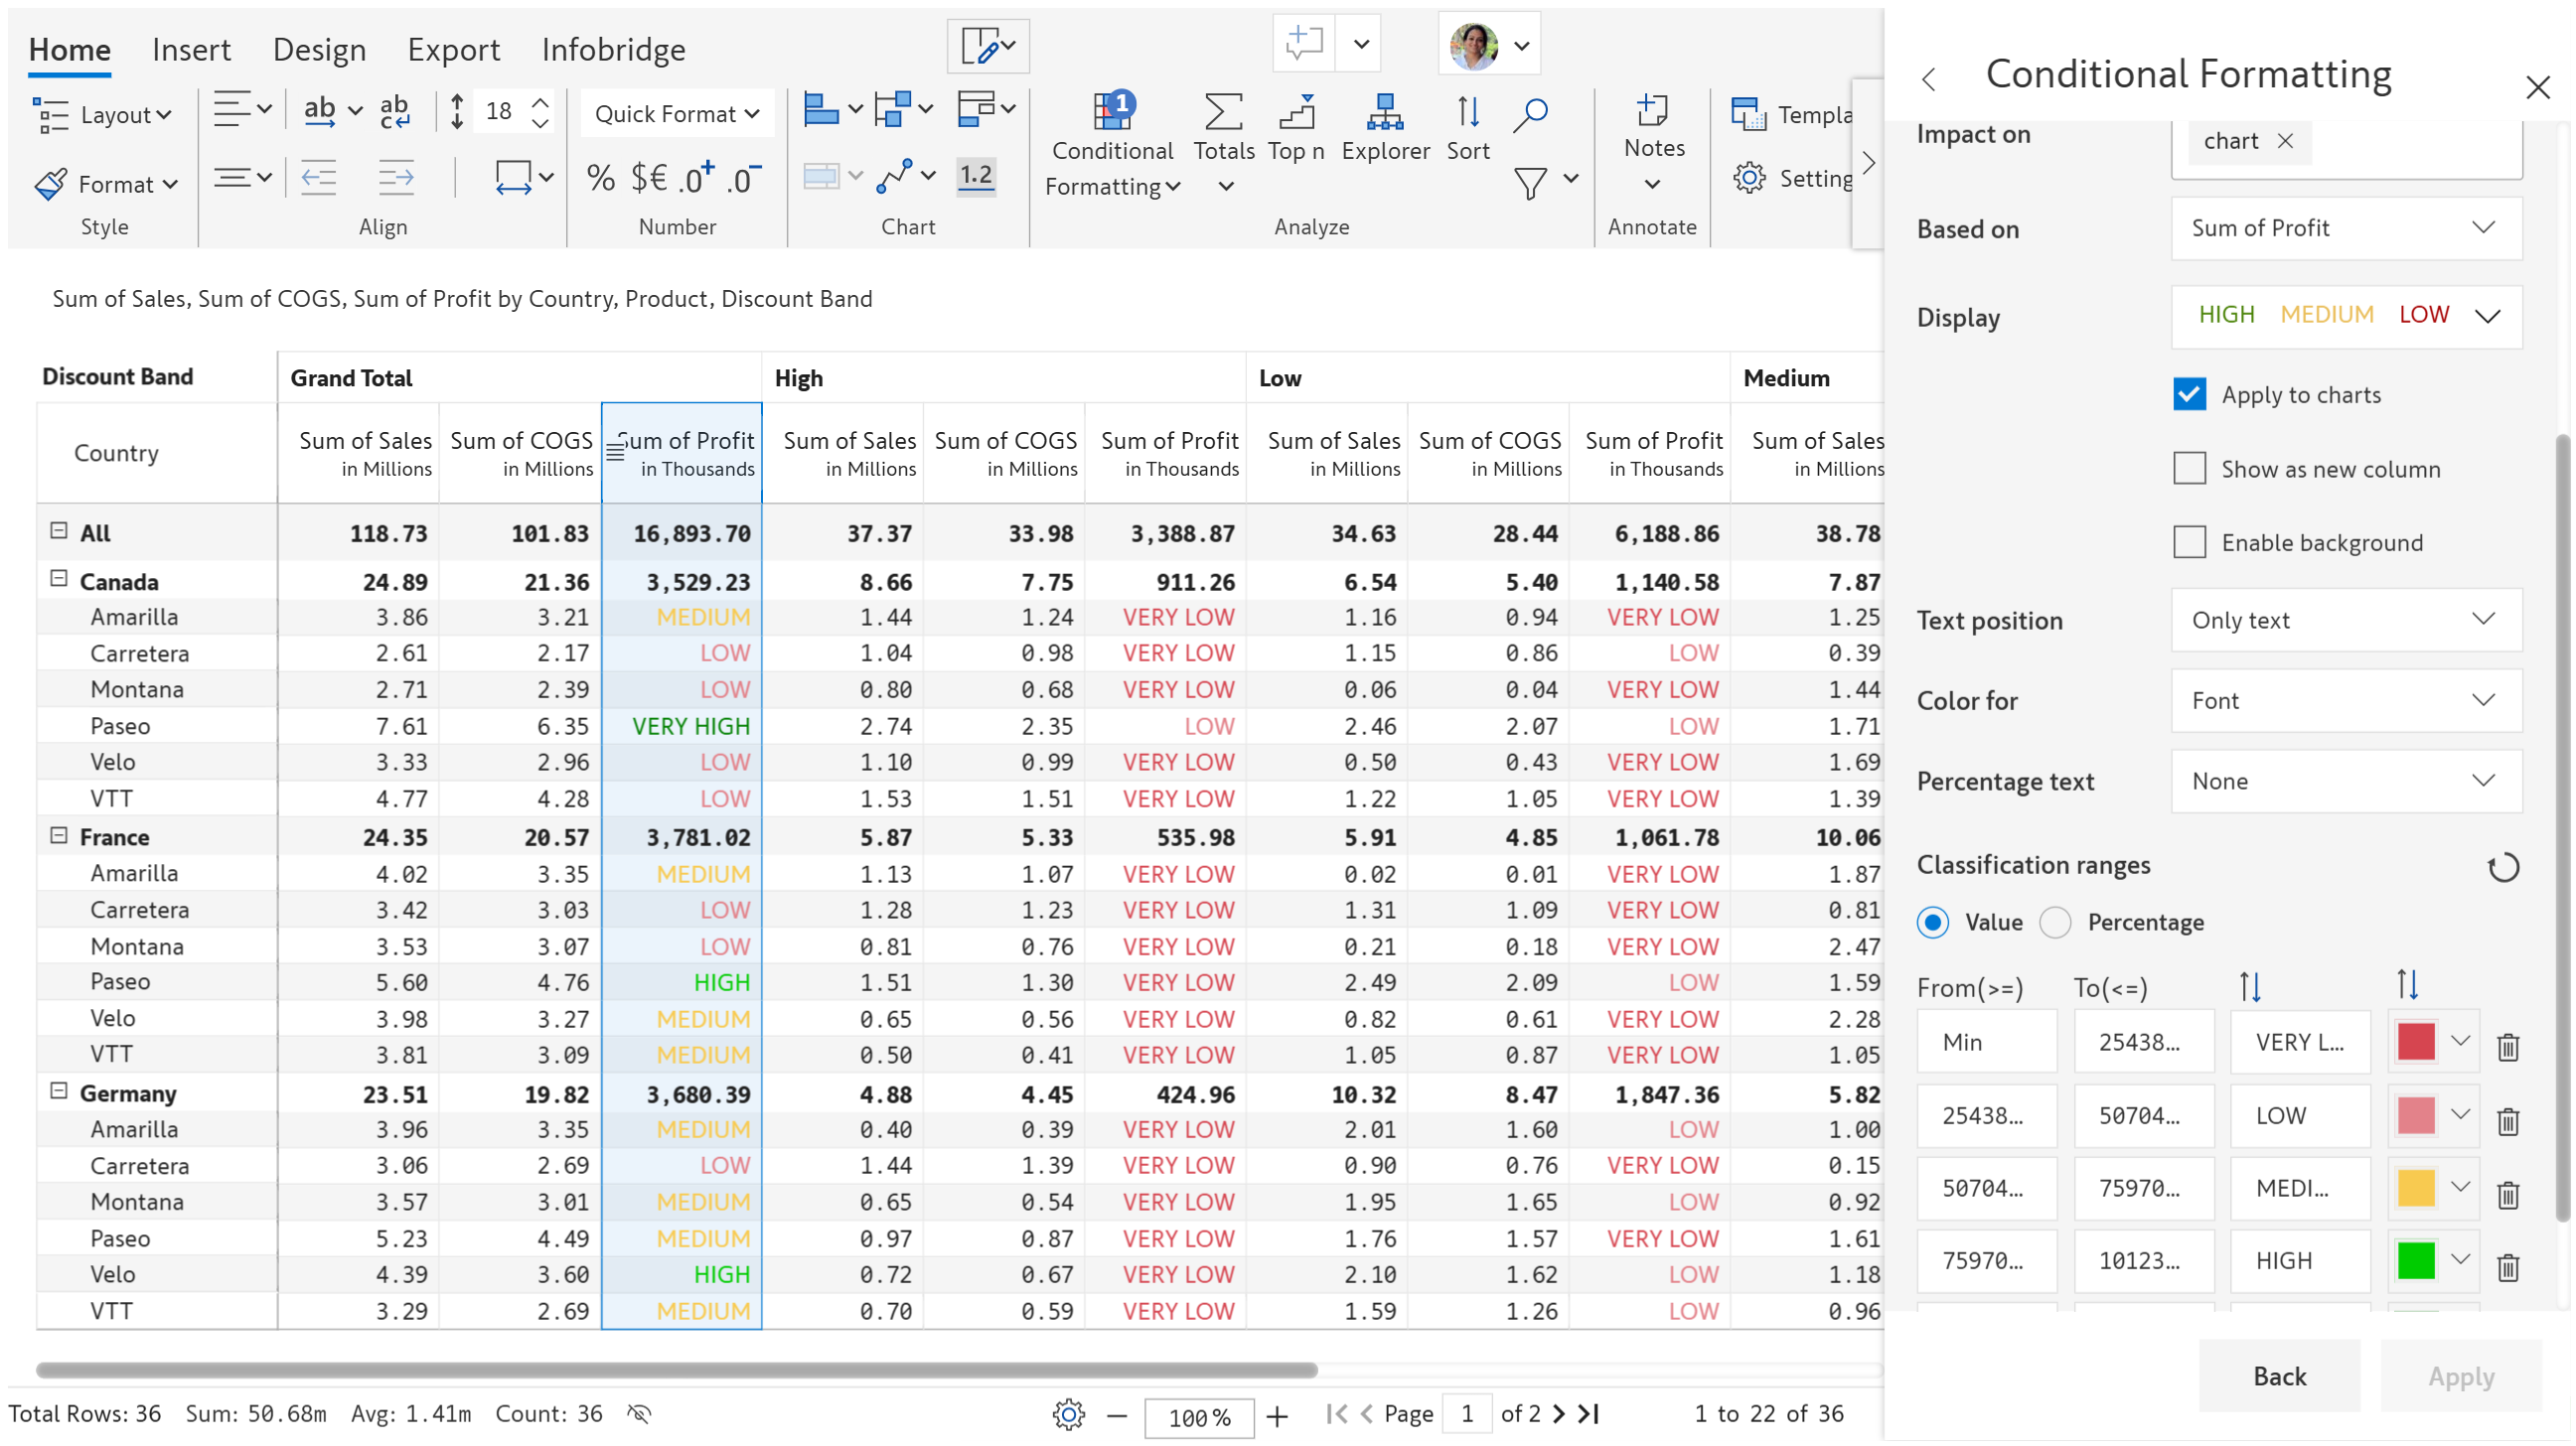 Home Insert Design Export Infobridge
Layout ab ab c 18 Quick Format
Format % $€ .0+ .0- 1.2
1
Conditional Formatting Totals Top n Explorer Sort Notes Templa
Setting
Style Align Number Chart Analyze Annotate
Sum of Sales, Sum of COGS, Sum of Profit by Country, Product, Discount Band
Discount Band Grand Total High Low Medium
Country Sum of Sales Sum of COGS Sum of Profit Sum of Sales Sum of COGS Sum of Profit Sum of Sales Sum of COGS Sum of Profit Sum of Sales
in Millions in Millions in Thousands in Millions in Millions in Thousands in Millions in Millions in Thousands in Millions
All 118.73 101.83 16,893.70 37.37 33.98 3,388.87 34.63 28.44 6,188.86 38.78
Canada 24.89 21.36 3,529.23 8.66 7.75 911.26 6.54 5.40 1,140.58 7.87
Amarilla 3.86 3.21 MEDIUM 1.44 1.24 VERY LOW 1.16 0.94 VERY LOW 1.25
Carretera 2.61 2.17 LOW 1.04 0.98 VERY LOW 1.15 0.86 LOW 0.39
Montana 2.71 2.39 LOW 0.80 0.68 VERY LOW 0.06 0.04 VERY LOW 1.44
Paseo 7.61 6.35 VERY HIGH 2.74 2.35 LOW 2.46 2.07 LOW 1.71
Velo 3.33 2.96 LOW 1.10 0.99 VERY LOW 0.50 0.43 VERY LOW 1.69
VTT 4.77 4.28 LOW 1.53 1.51 VERY LOW 1.22 1.05 VERY LOW 1.39
France 24.35 20.57 3,781.02 5.87 5.33 535.98 5.91 4.85 1,061.78 10.06
Amarilla 4.02 3.35 MEDIUM 1.13 1.07 VERY LOW 0.02 0.01 VERY LOW 1.87
Carretera 3.42 3.03 LOW 1.28 1.23 VERY LOW 1.31 1.09 VERY LOW 0.81
Montana 3.53 3.07 LOW 0.81 0.76 VERY LOW 0.21 0.18 VERY LOW 2.47
Paseo 5.60 4.76 HIGH 1.51 1.30 VERY LOW 2.49 2.09 LOW 1.59
Velo 3.98 3.27 MEDIUM 0.65 0.56 VERY LOW 0.82 0.61 VERY LOW 2.28
VTT 3.81 3.09 MEDIUM 0.50 0.41 VERY LOW 1.05 0.87 VERY LOW 1.05
Germany 23.51 19.82 3,680.39 4.88 4.45 424.96 10.32 8.47 1,847.36 5.82
Amarilla 3.96 3.35 MEDIUM 0.40 0.39 VERY LOW 2.01 1.60 LOW 1.00
Carretera 3.06 2.69 LOW 1.44 1.39 VERY LOW 0.90 0.76 VERY LOW 0.15
Montana 3.57 3.01 MEDIUM 0.65 0.54 VERY LOW 1.95 1.65 LOW 0.92
Paseo 5.23 4.49 MEDIUM 0.97 0.87 VERY LOW 1.76 1.57 VERY LOW 1.61
Velo 4.39 3.60 HIGH 0.72 0.67 VERY LOW 2.10 1.62 LOW 1.18
VTT 3.29 2.69 MEDIUM 0.70 0.59 VERY LOW 1.59 1.26 LOW 0.96
Total Rows: 36 Sum: 50.68m Avg: 1.41m Count: 36 100 % Page 1 of 2 1 to 22 of 36
Conditional Formatting
Impact on chart
Based on Sum of Profit
Display HIGH MEDIUM LOW
Apply to charts
Show as new column
Enable background
Text position Only text
Color for Font
Percentage text None
Classification ranges
Value Percentage
From(>=) To(<=)
Min 25438... VERY L...
25438... 50704... LOW
50704... 75970... MEDI...
75970... 10123... HIGH
Back Apply